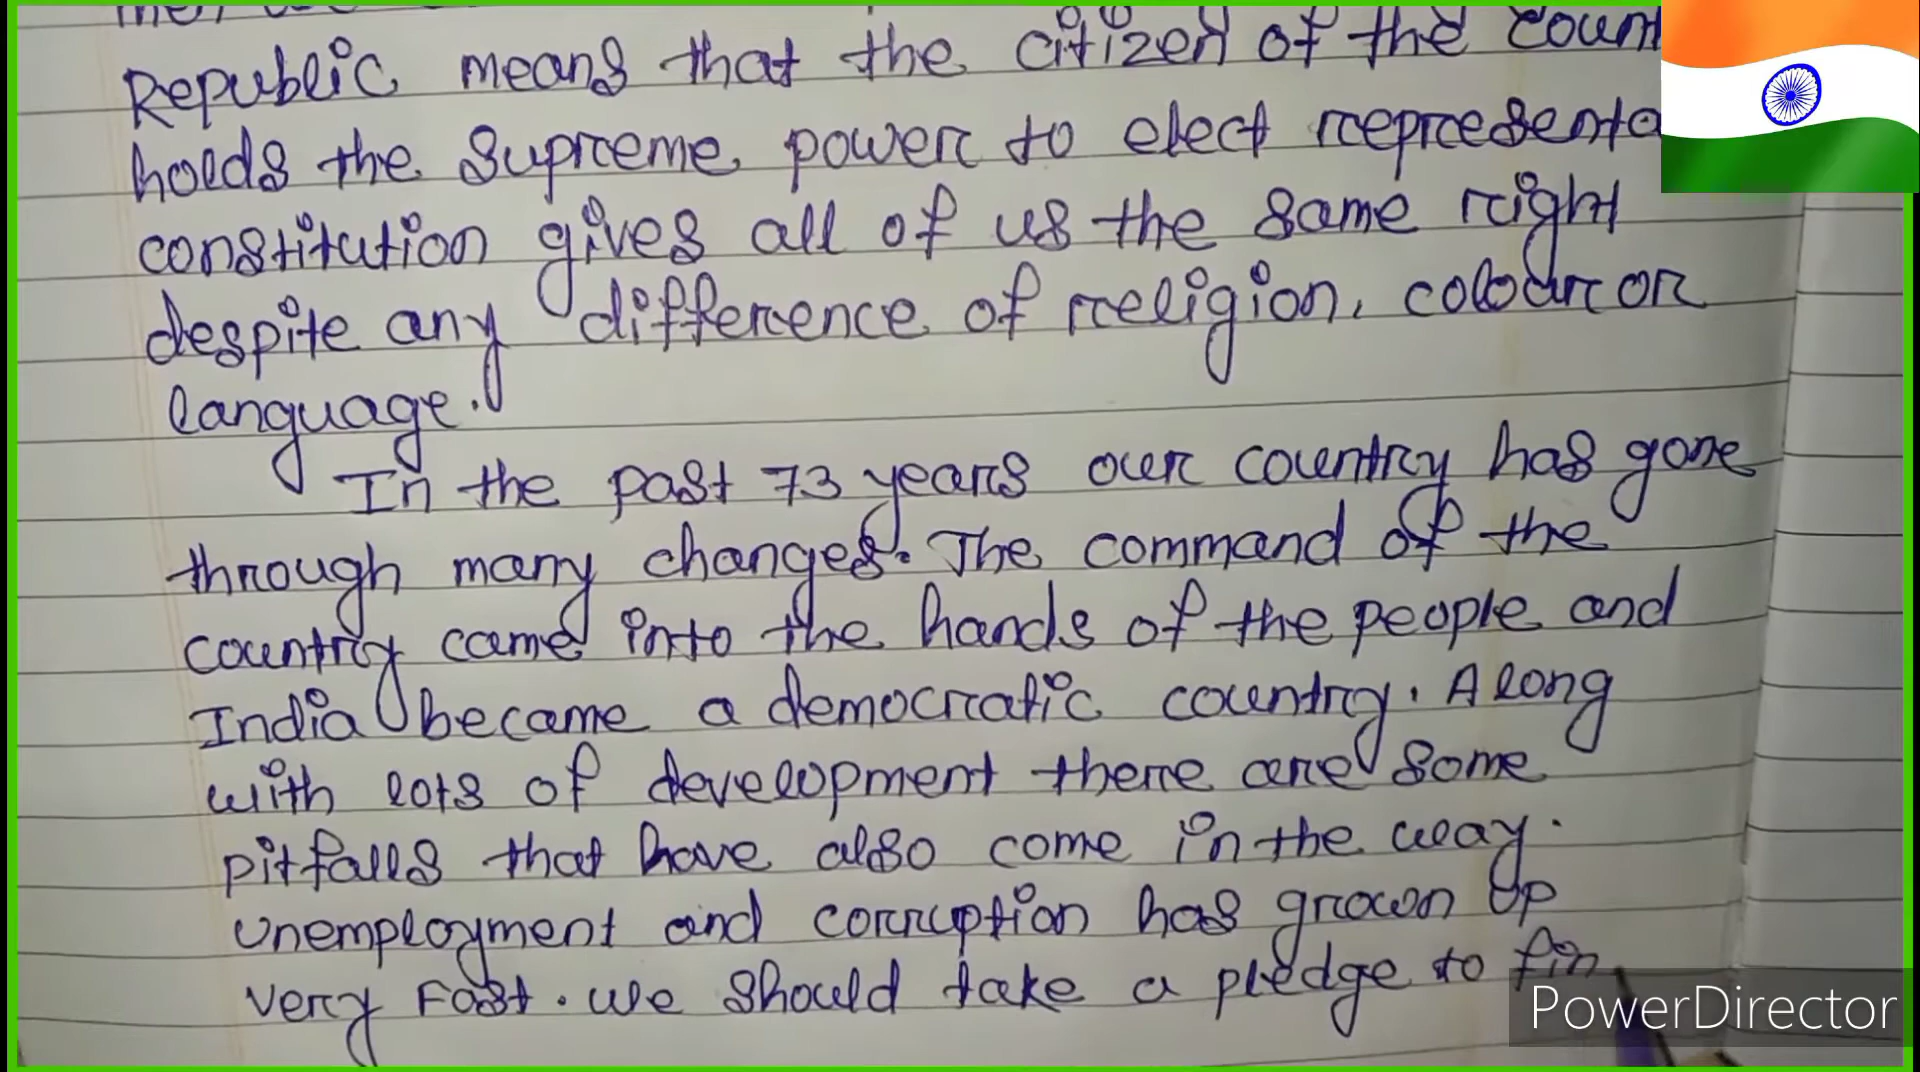 Republic means that the citizen of the coun
holds the supreme power to elect representa
constitution gives all of us the same right
despite any difference of religion, colour or
language.
In the past 73 years our country has gone
through many changes. The command of the
country came into the hands of the people and
India became a democratic country. Along
with lots of development there are some
pitfalls that have also come in the way.
Unemployment and corruption has grown up
very Fast. We should take a pledge to fin
PowerDirector